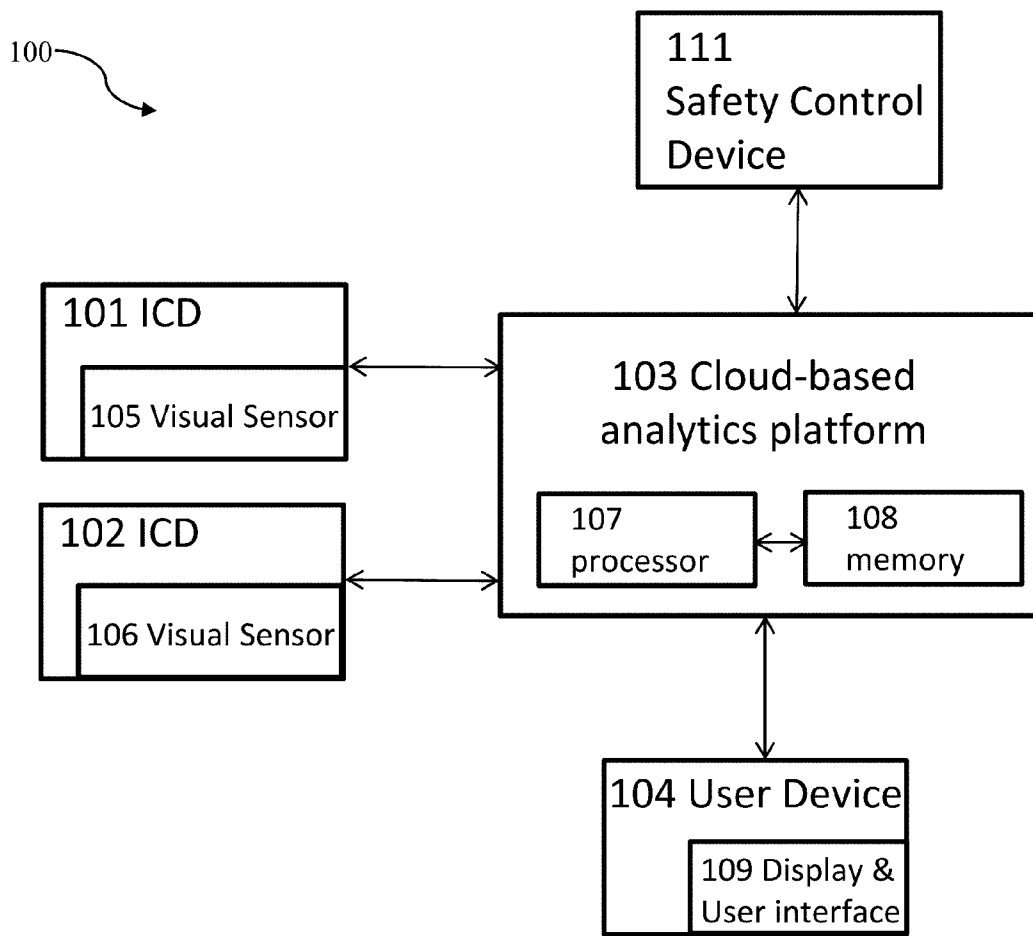 100
111
Safety Control
Device
101 ICD
105 Visual Sensor
102 ICD
106 Visual Sensor
103 Cloud-based
analytics platform
107
processor
108
memory
104 User Device
109 Display &
User interface